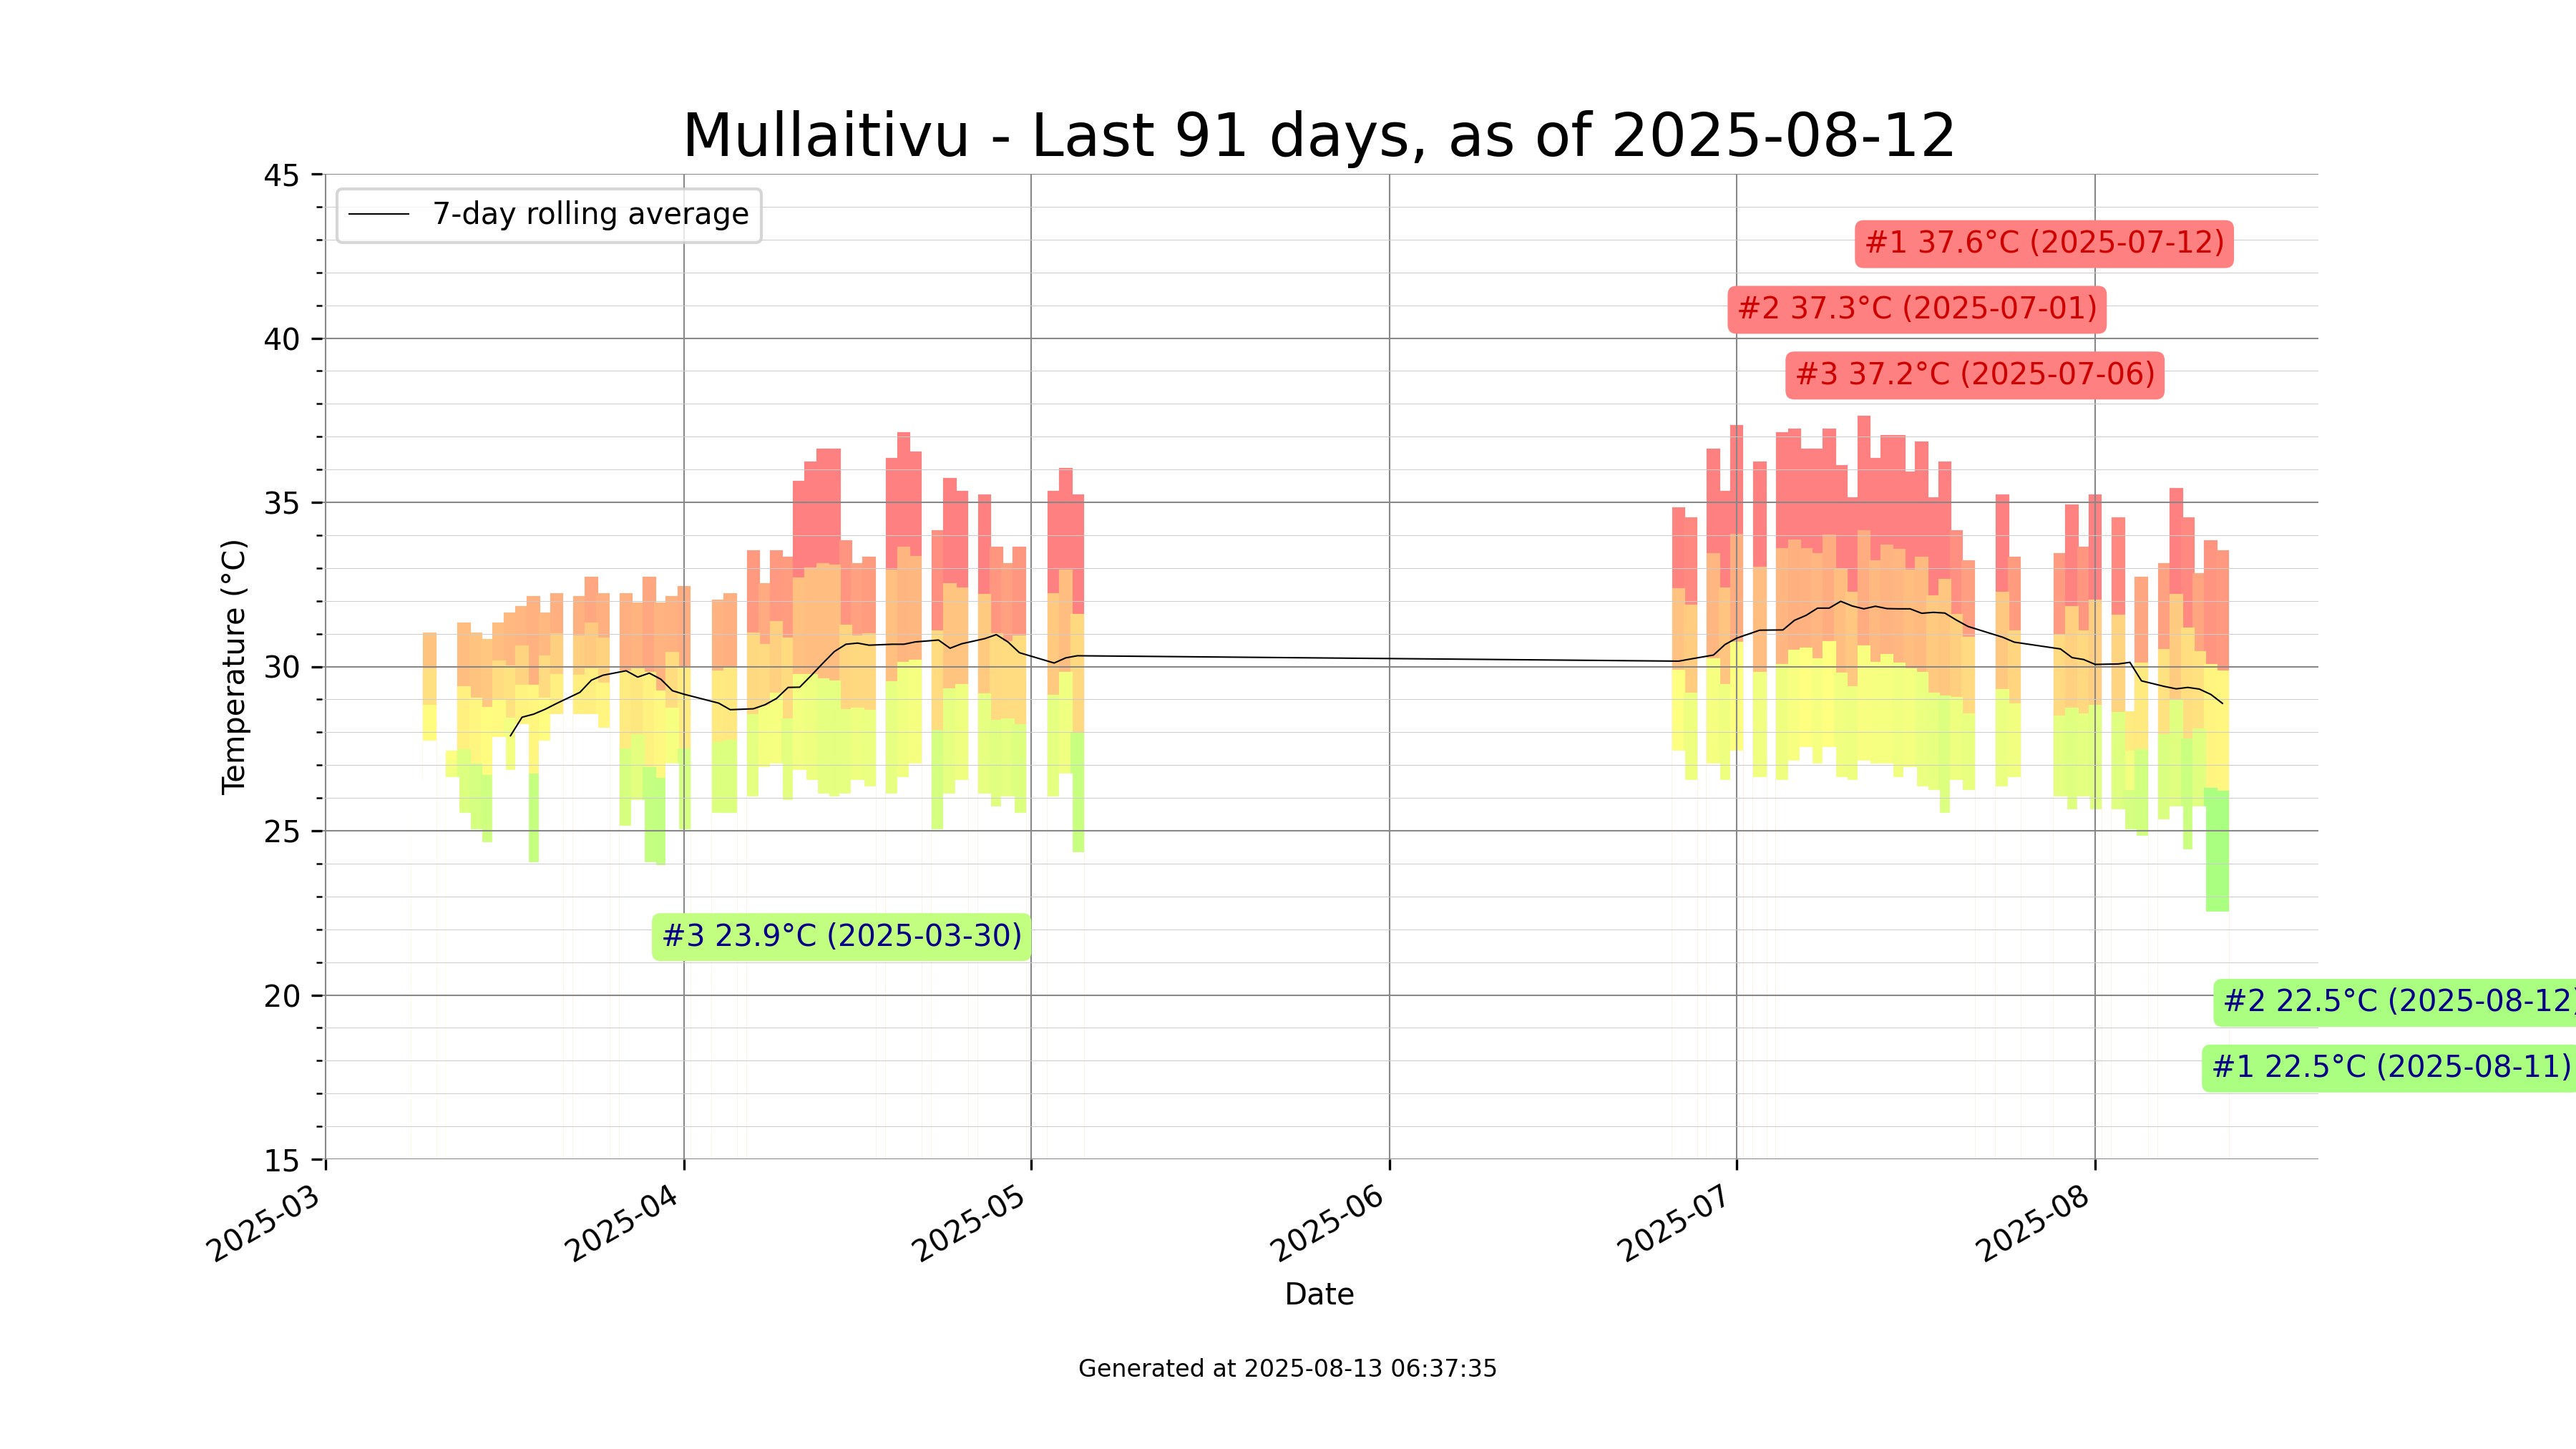 Mullaitivu - Last 91 days, as of 2025-08-12
45
7-day rolling average
#1 37.6°C (2025-07-12)
#2 37.3°C (2025-07-01)
40
#3 37.2°C (2025-07-06)
35
Temperature (°C)
30
25
#3 23.9°C (2025-03-30)
20
#2 22.5°C (2025-08-12)
#1 22.5°C (2025-08-11)
15
2025-03
2025-04
2025-05
2025-06
2025-07
2025-08
Date
Generated at 2025-08-13 06:37:35